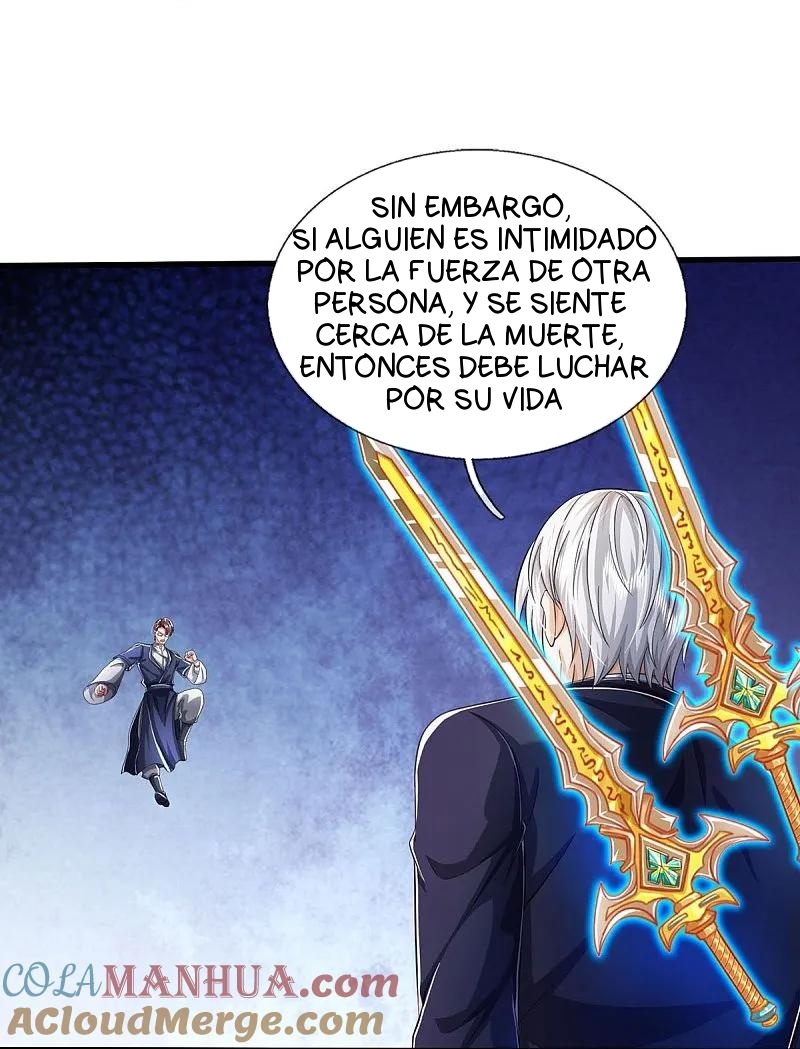 SIN EMBARGO,
SI ALGUIEN ES INTIMIDADO
POR LA FUERZA DE OTRA
PERSONA, Y SE SIENTE
CERCA DE LA MUERTE,
ENTONCES DEBE LUCHAR
POR SU VIDA
COLAMANHUA.com
ACloudMerge.com